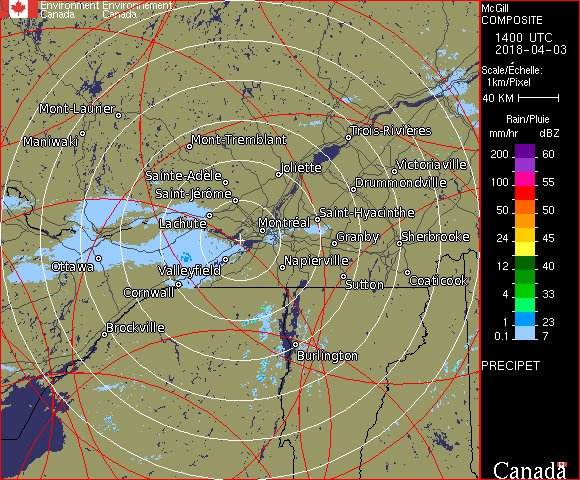 Environment Environnement
Canada Canada
McGill
COMPOSITE
1400 UTC
2018-04-03
Scale/Échelle:
1km/Pixel
40 KM
Rain/Pluie
mm/hr dBZ
200 60
100 55
50 50
24 45
12 40
4 33
1 23
0.1 7
PRECIPET
Canada
Mont-Laurier
Maniwaki
Mont-Tremblant
Trois-Rivières
Sainte-Adèle
Joliette
Victoriaville
Saint-Jérôme
Drummondville
Lachute
Montréal
Saint-Hyacinthe
Granby
Sherbrooke
Ottawa
Valleyfield
Napierville
Cornwall
Sutton
Coaticook
Brockville
Burlington